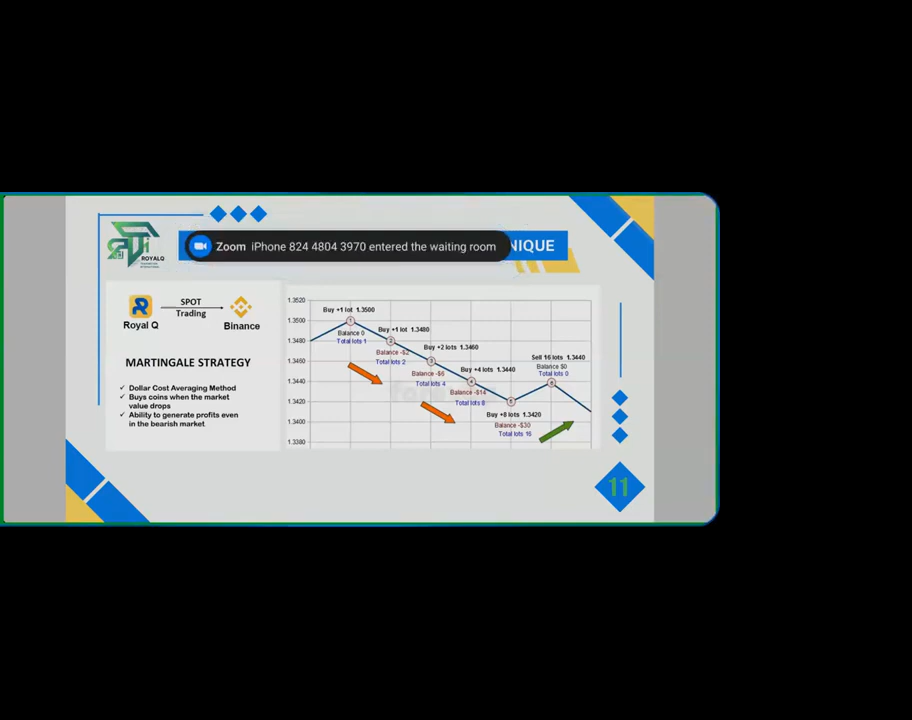 Zoom iPhone 824 4804 3970 entered the waiting room
NIQUE
ROYALQ
SPOT
Trading
Royal Q
Binance
MARTINGALE STRATEGY
✓ Dollar Cost Averaging Method
✓ Buys coins when the market
value drops
✓ Ability to generate profits even
in the bearish market
1.3520
1.3500
1.3480
1.3460
1.3440
1.3420
1.3400
1.3380
Buy +1 lot 1.3500
1
Balance 0
Total lots 1
Buy +1 lot 1.3480
2
Balance -$2
Total lots 2
Buy +2 lots 1.3460
3
Balance -$6
Total lots 4
Buy +4 lots 1.3440
4
Balance -$14
Total lots 8
5
Buy +8 lots 1.3420
Balance -$30
Total lots 16
Sell 16 lots 1.3440
Balance $0
Total lots 0
6
11